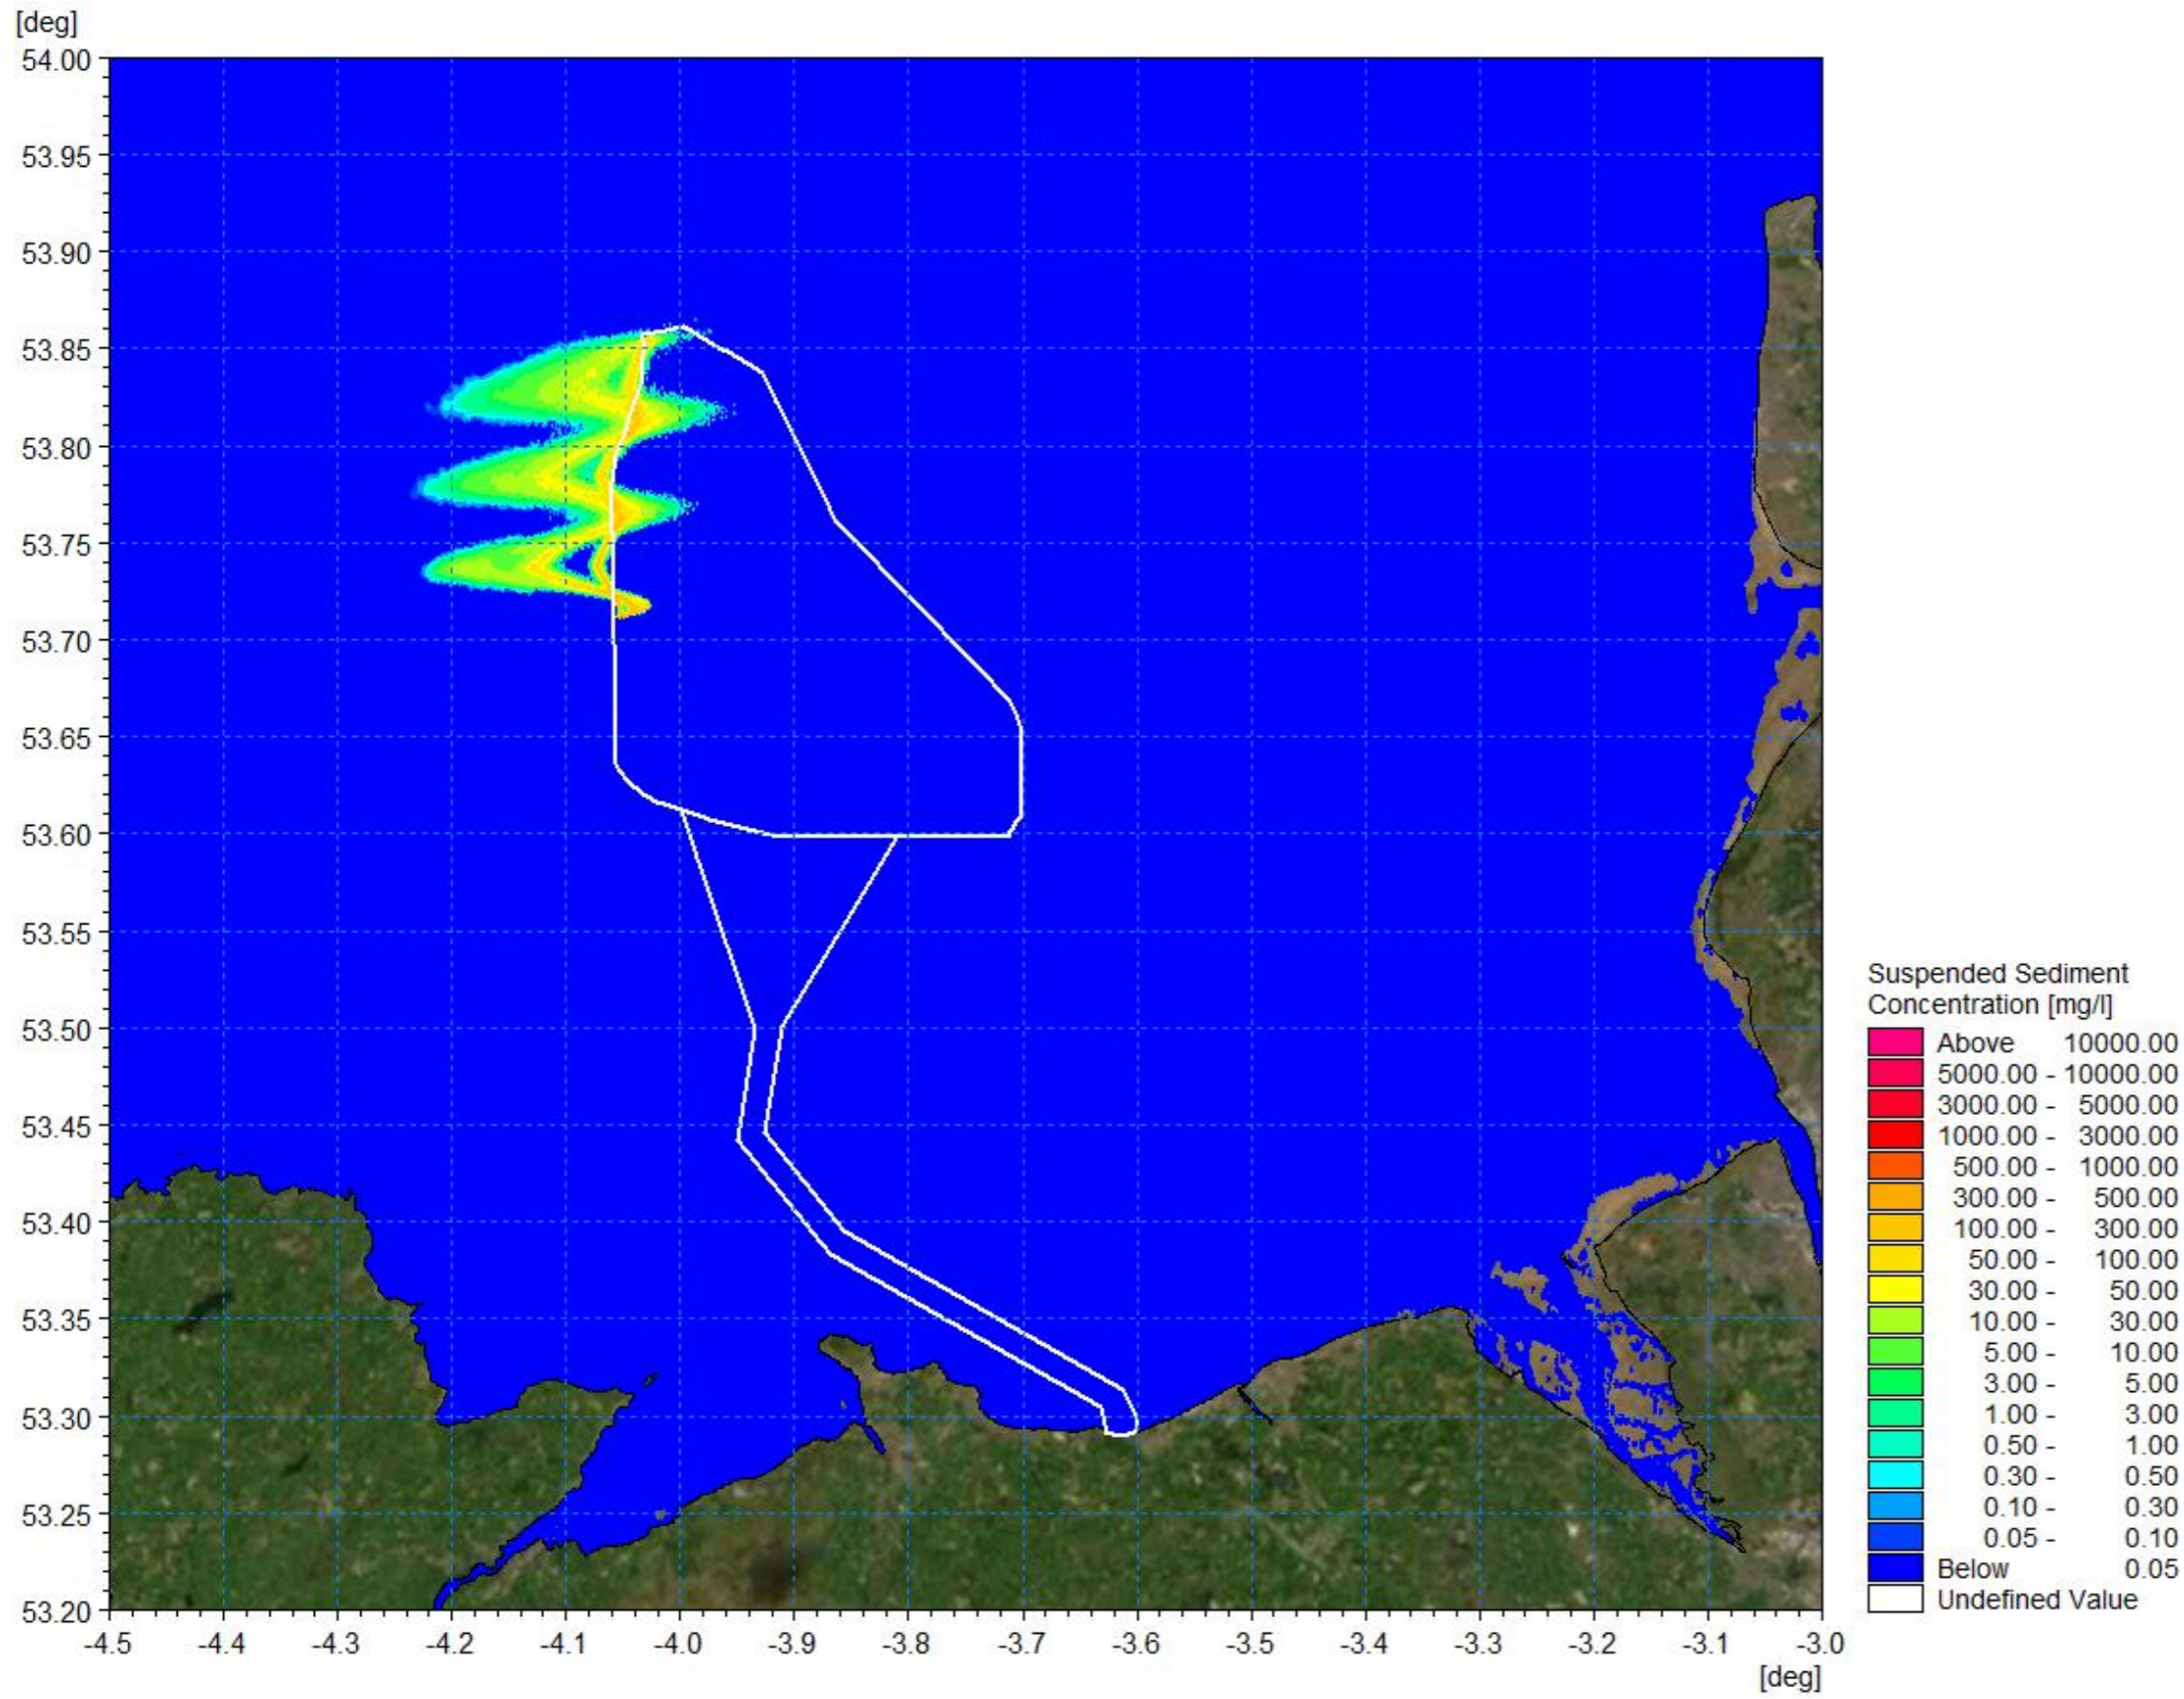 [deg]
54.00
53.95
53.90
53.85
53.80
53.75
53.70
53.65
53.60
53.55
53.50
53.45
53.40
53.35
53.30
53.25
53.20
-4.5 -4.4 -4.3 -4.2 -4.1 -4.0 -3.9 -3.8 -3.7 -3.6 -3.5 -3.4 -3.3 -3.2 -3.1 -3.0
[deg]
Suspended Sediment
Concentration [mg/l]
Above 10000.00
5000.00 - 10000.00
3000.00 - 5000.00
1000.00 - 3000.00
500.00 - 1000.00
300.00 - 500.00
100.00 - 300.00
50.00 - 100.00
30.00 - 50.00
10.00 - 30.00
5.00 - 10.00
3.00 - 5.00
1.00 - 3.00
0.50 - 1.00
0.30 - 0.50
0.10 - 0.30
0.05 - 0.10
Below 0.05
Undefined Value